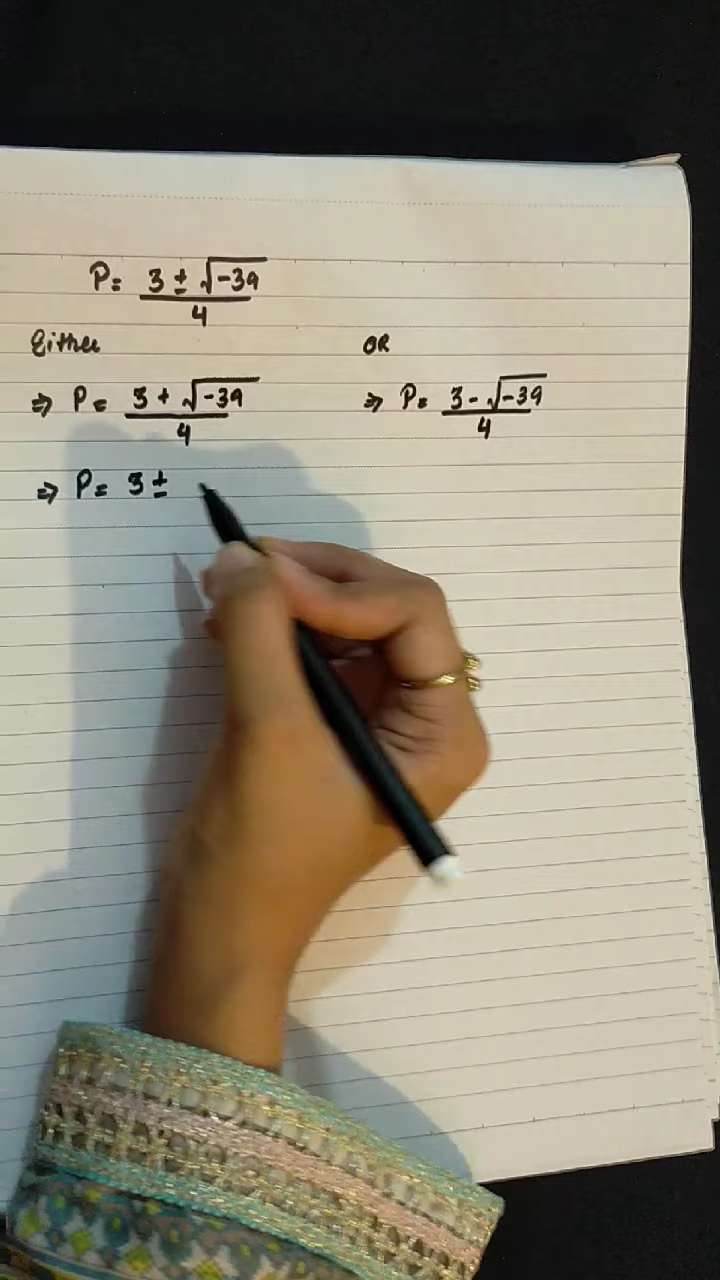 P = 3 ± √-39 / 4
Either OR
⇒ P = 3 + √-39 / 4 ⇒ P = 3 - √-39 / 4
⇒ P = 3 ±